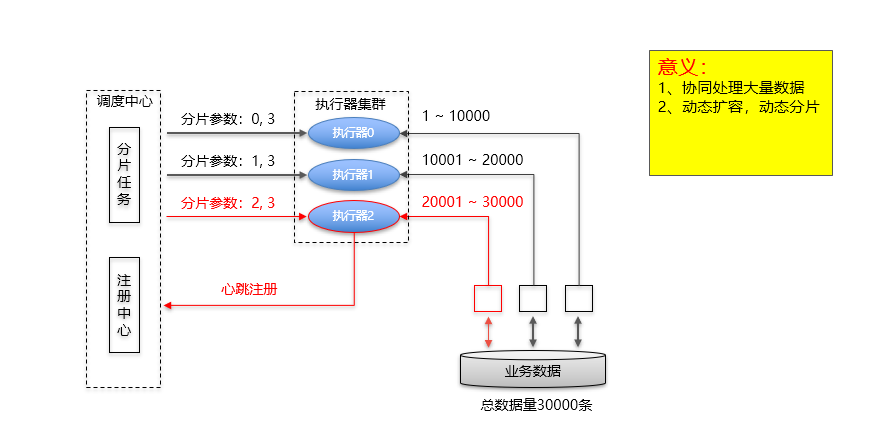 意义：
1、协同处理大量数据
2、动态扩容，动态分片
调度中心
分片任务
注册中心
分片参数：0, 3
分片参数：1, 3
分片参数：2, 3
执行器集群
执行器0
执行器1
执行器2
1 ~ 10000
10001 ~ 20000
20001 ~ 30000
心跳注册
业务数据
总数据量30000条